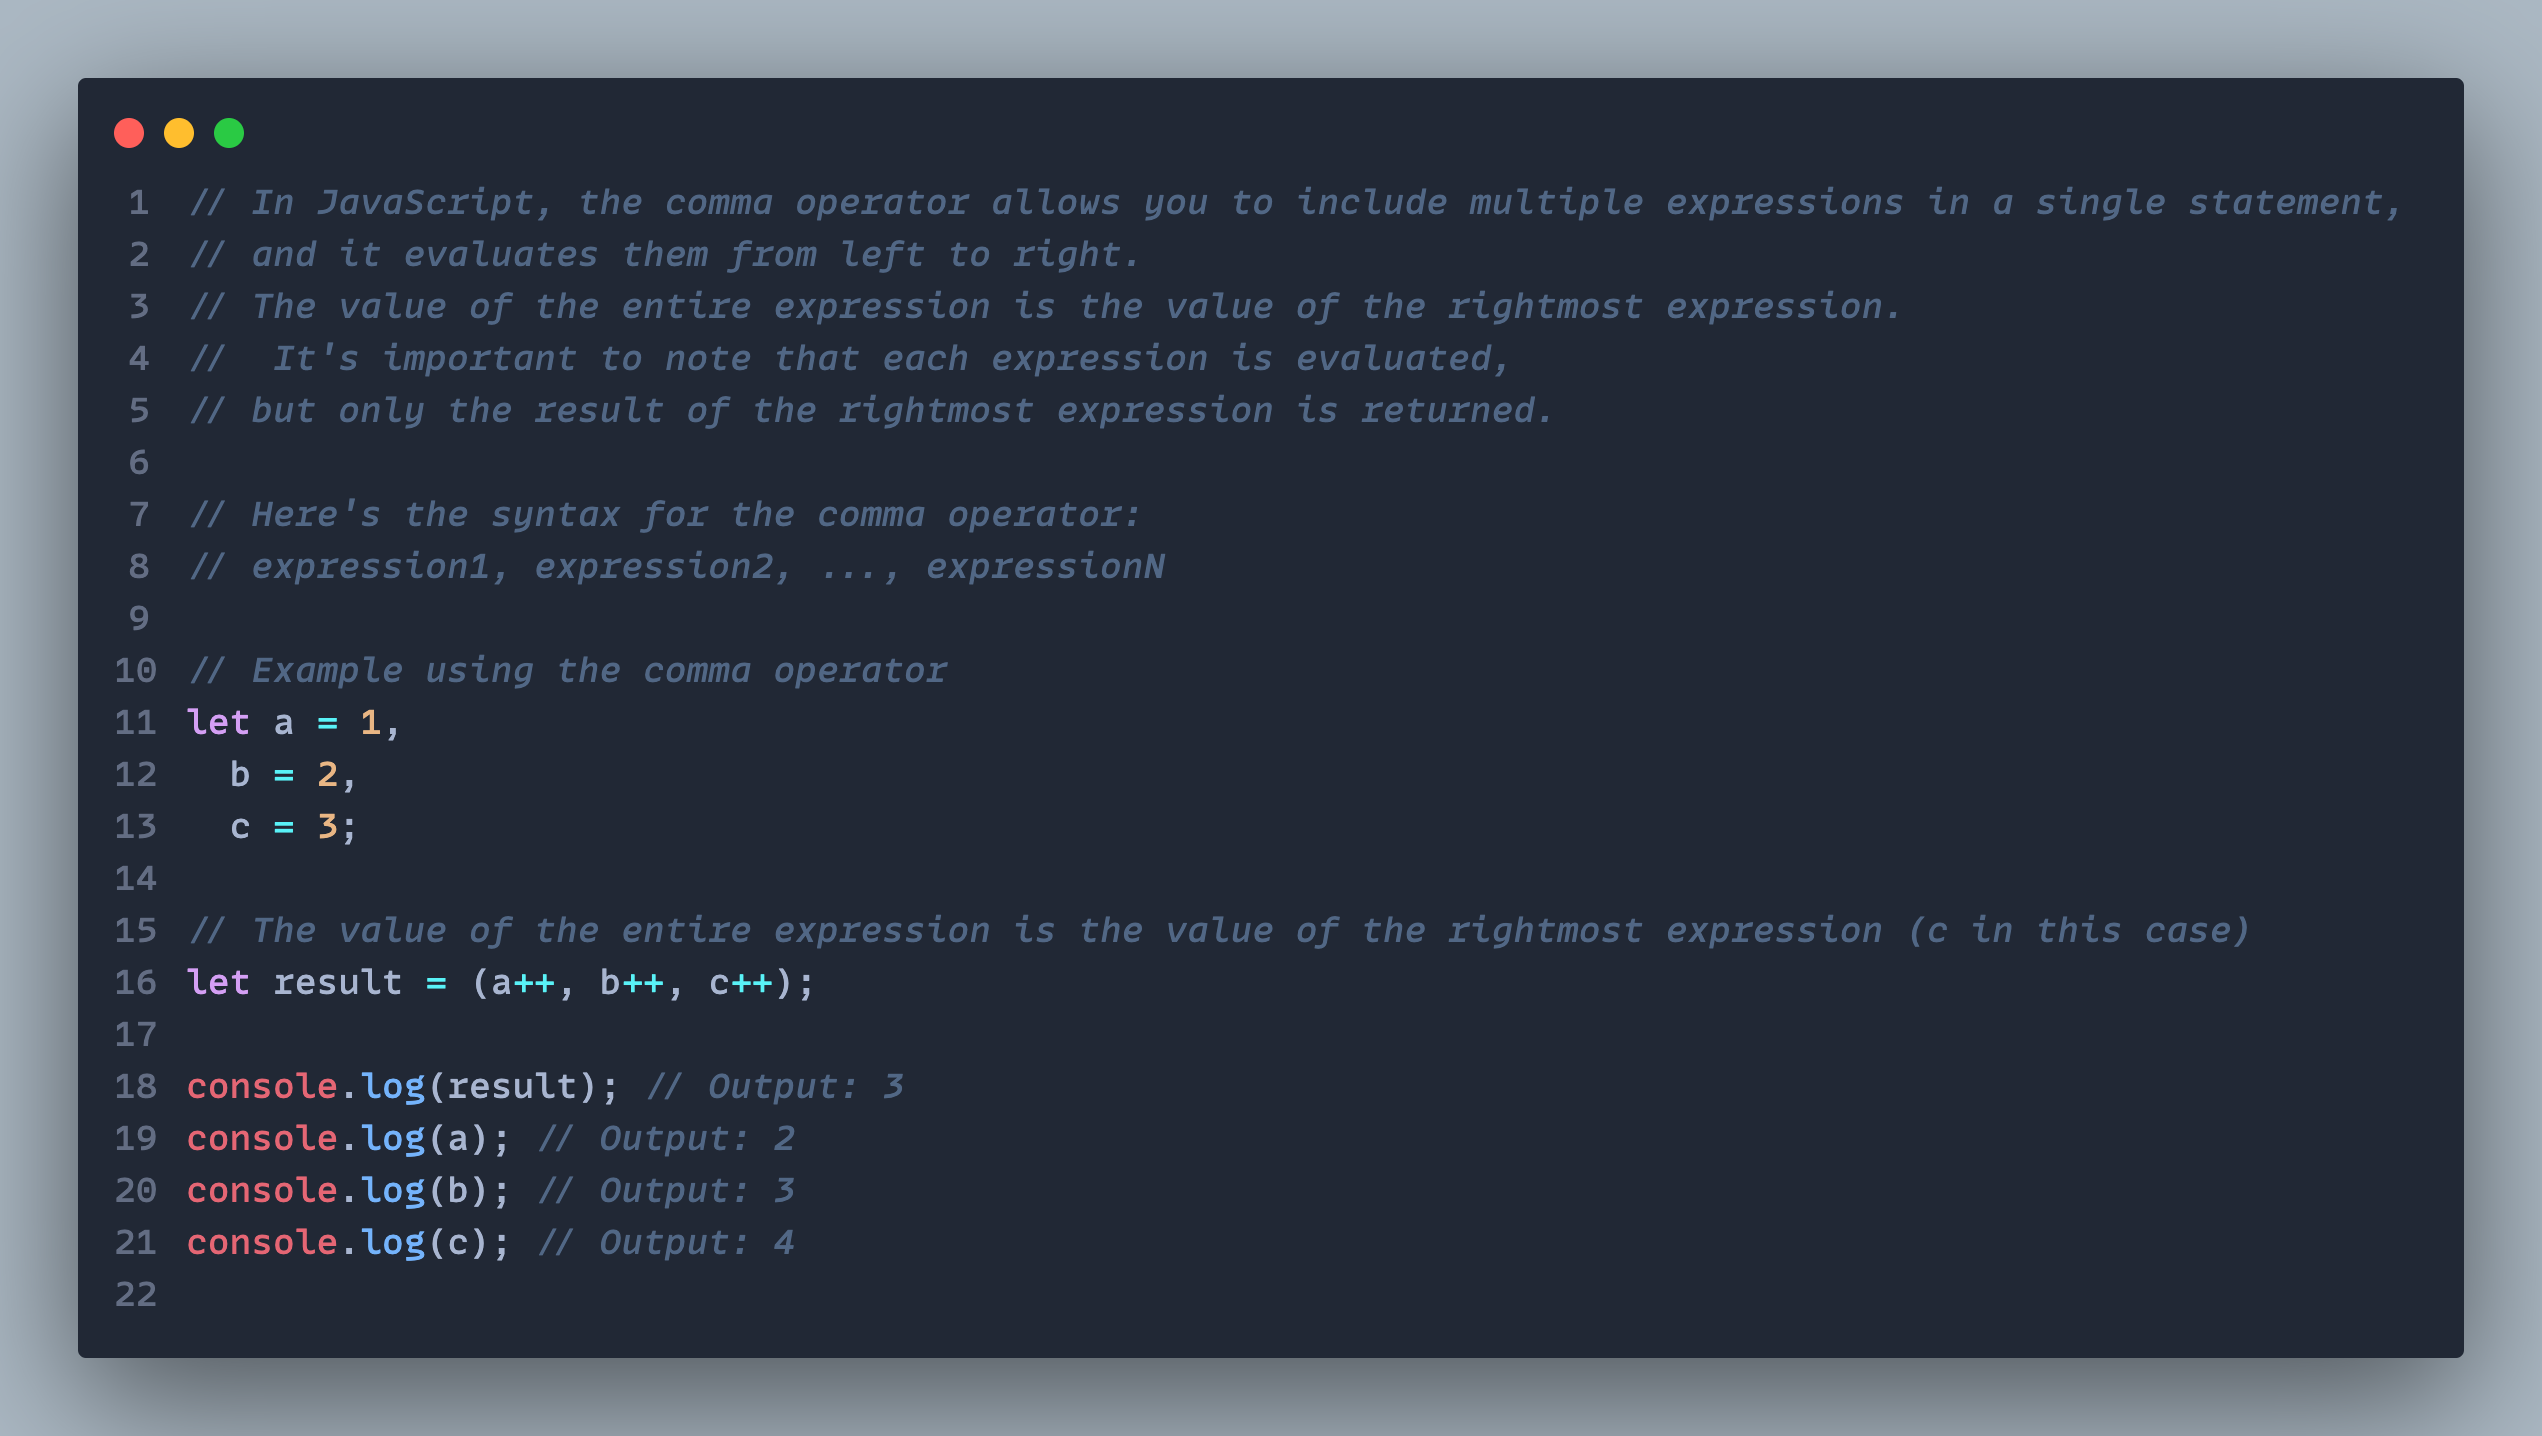 1 // In JavaScript, the comma operator allows you to include multiple expressions in a single statement,
2 // and it evaluates them from left to right.
3 // The value of the entire expression is the value of the rightmost expression.
4 //  It's important to note that each expression is evaluated,
5 // but only the result of the rightmost expression is returned.
6
7 // Here's the syntax for the comma operator:
8 // expression1, expression2, ..., expressionN
9
10 // Example using the comma operator
11 let a = 1,
12   b = 2,
13   c = 3;
14
15 // The value of the entire expression is the value of the rightmost expression (c in this case)
16 let result = (a++, b++, c++);
17
18 console.log(result); // Output: 3
19 console.log(a); // Output: 2
20 console.log(b); // Output: 3
21 console.log(c); // Output: 4
22